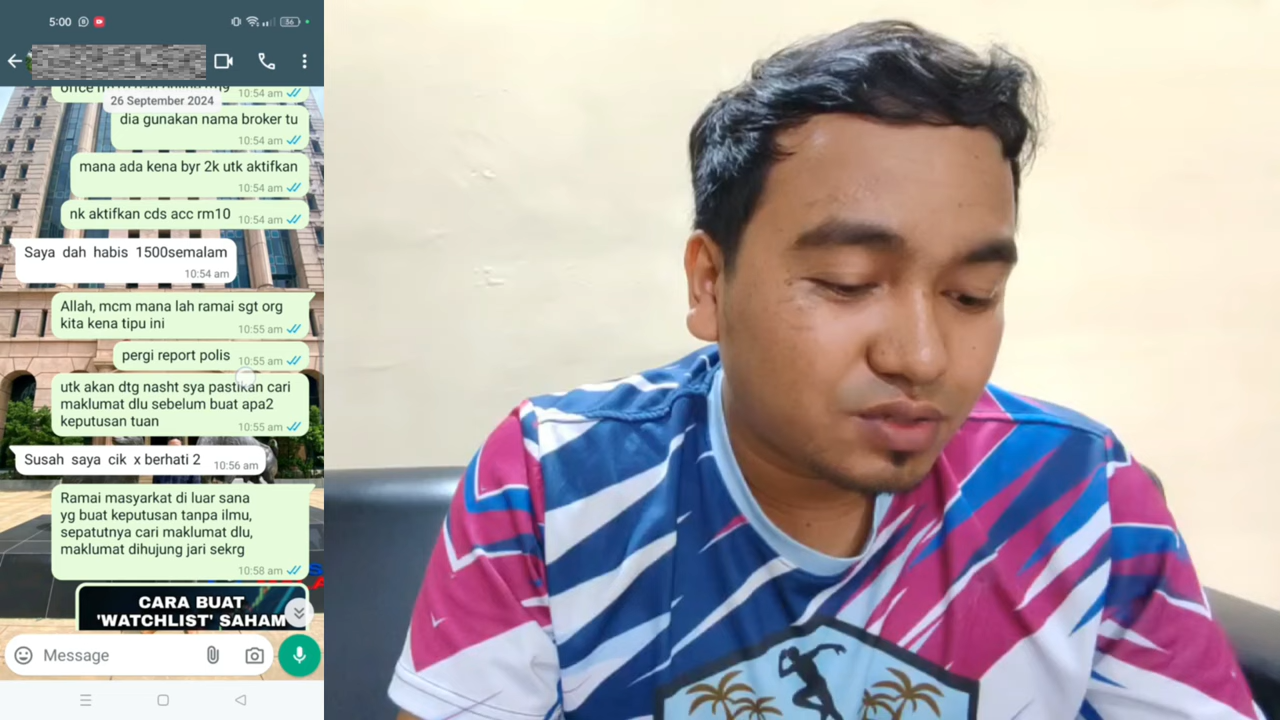 5:00
36
26 September 2024
10:54 am
dia gunakan nama broker tu
10:54 am
mana ada kena byr 2k utk aktifkan
10:54 am
nk aktifkan cds acc rm10 10:54 am
Saya dah habis 1500semalam
10:54 am
Allah, mcm mana lah ramai sgt org
kita kena tipu ini 10:55 am
pergi report polis 10:55 am
utk akan dtg nasht sya pastikan cari
maklumat dlu sebelum buat apa2
keputusan tuan 10:55 am
Susah saya cik x berhati 2 10:56 am
Ramai masyarkat di luar sana
yg buat keputusan tanpa ilmu,
sepatutnya cari maklumat dlu,
maklumat dihujung jari sekrg
10:58 am
CARA BUAT
'WATCHLIST' SAHAM
Message